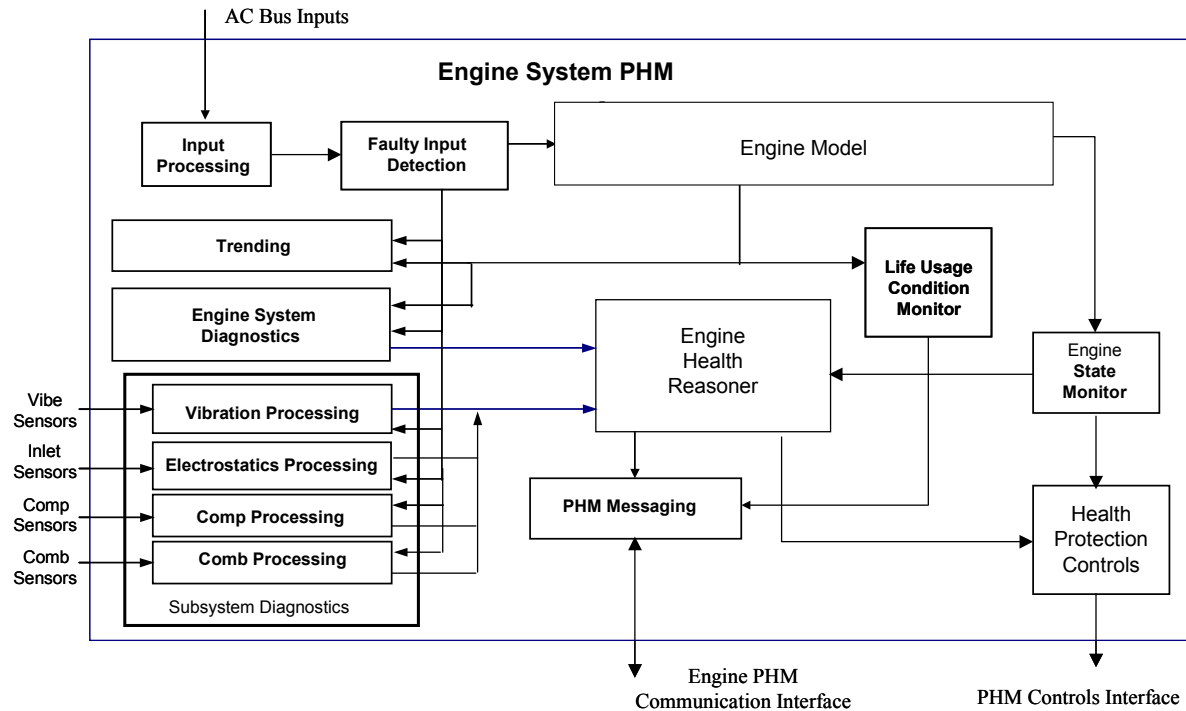 AC Bus Inputs
Engine System PHM
Input
Processing
Faulty Input
Detection
Engine Model
Trending
Life Usage
Condition
Monitor
Engine System
Diagnostics
Engine
Health
Reasoner
Engine
State
Monitor
Vibe
Sensors
Vibration Processing
Inlet
Sensors
Electrostatics Processing
Comp
Sensors
Comp Processing
PHM Messaging
Health
Protection
Controls
Comb
Sensors
Comb Processing
Subsystem Diagnostics
Engine PHM
Communication Interface
PHM Controls Interface